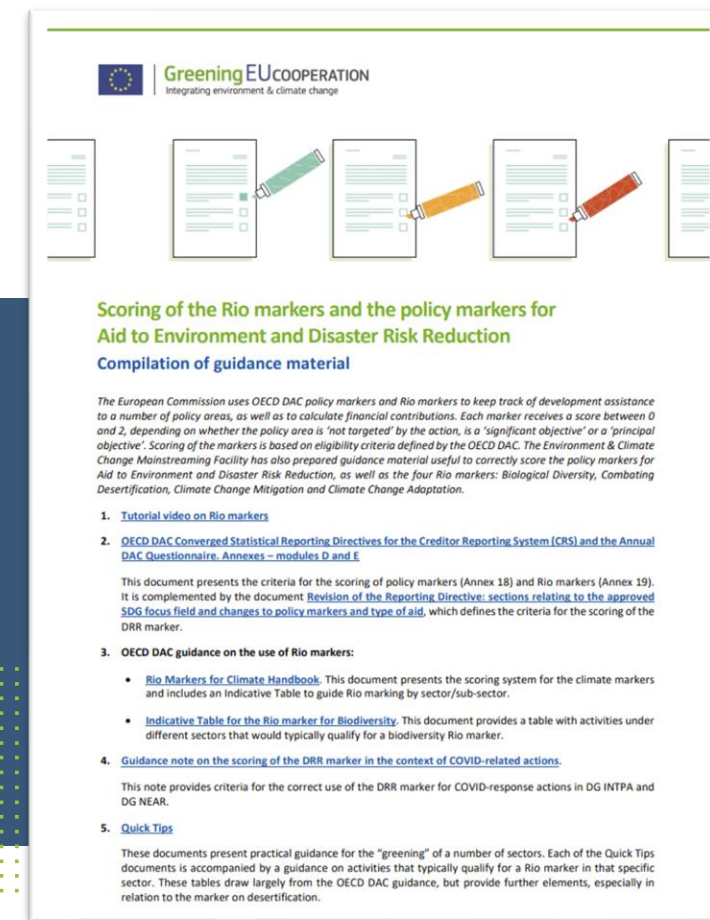 Greening EU COOPERATION
Integrating environment & climate change
Scoring of the Rio markers and the policy markers for
Aid to Environment and Disaster Risk Reduction
Compilation of guidance material
The European Commission uses OECD DAC policy markers and Rio markers to keep track of development assistance
to a number of policy areas, as well as to calculate financial contributions. Each marker receives a score between 0
and 2, depending on whether the policy area is 'not targeted' by the action, is a 'significant objective' or a 'principal
objective'. Scoring of the markers is based on eligibility criteria defined by the OECD DAC. The Environment & Climate
Change Mainstreaming Facility has also prepared guidance material useful to correctly score the policy markers for
Aid to Environment and Disaster Risk Reduction, as well as the four Rio markers: Biological Diversity, Combating
Desertification, Climate Change Mitigation and Climate Change Adaptation.
1. Tutorial video on Rio markers
2. OECD DAC Converged Statistical Reporting Directives for the Creditor Reporting System (CRS) and the Annual
DAC Questionnaire. Annexes – modules D and E
This document presents the criteria for the scoring of policy markers (Annex 18) and Rio markers (Annex 19).
It is complemented by the document Revision of the Reporting Directive: sections relating to the approved
SDG focus field and changes to policy markers and type of aid, which defines the criteria for the scoring of the
DRR marker.
3. OECD DAC guidance on the use of Rio markers:
• Rio Markers for Climate Handbook. This document presents the scoring system for the climate markers
and includes an Indicative Table to guide Rio marking by sector/sub-sector.
• Indicative Table for the Rio marker for Biodiversity. This document provides a table with activities under
different sectors that would typically qualify for a biodiversity Rio marker.
4. Guidance note on the scoring of the DRR marker in the context of COVID-related actions.
This note provides criteria for the correct use of the DRR marker for COVID-response actions in DG INTPA and
DG NEAR.
5. Quick Tips
These documents present practical guidance for the "greening" of a number of sectors. Each of the Quick Tips
documents is accompanied by a guidance on activities that typically qualify for a Rio marker in that specific
sector. These tables draw largely from the OECD DAC guidance, but provide further elements, especially in
relation to the marker on desertification.